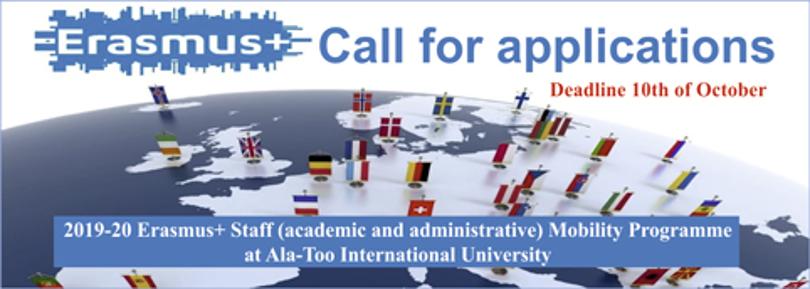 Erasmus+
Call for applications
Deadline 10th of October
2019-20 Erasmus+ Staff (academic and administrative) Mobility Programme
at Ala-Too International University